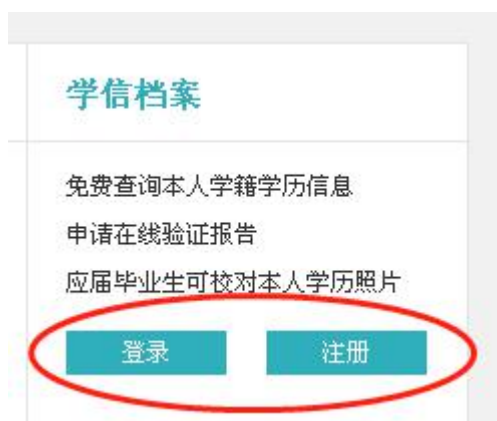 学信档案
免费查询本人学籍学历信息
申请在线验证报告
应届毕业生可校对本人学历照片
登录 注册